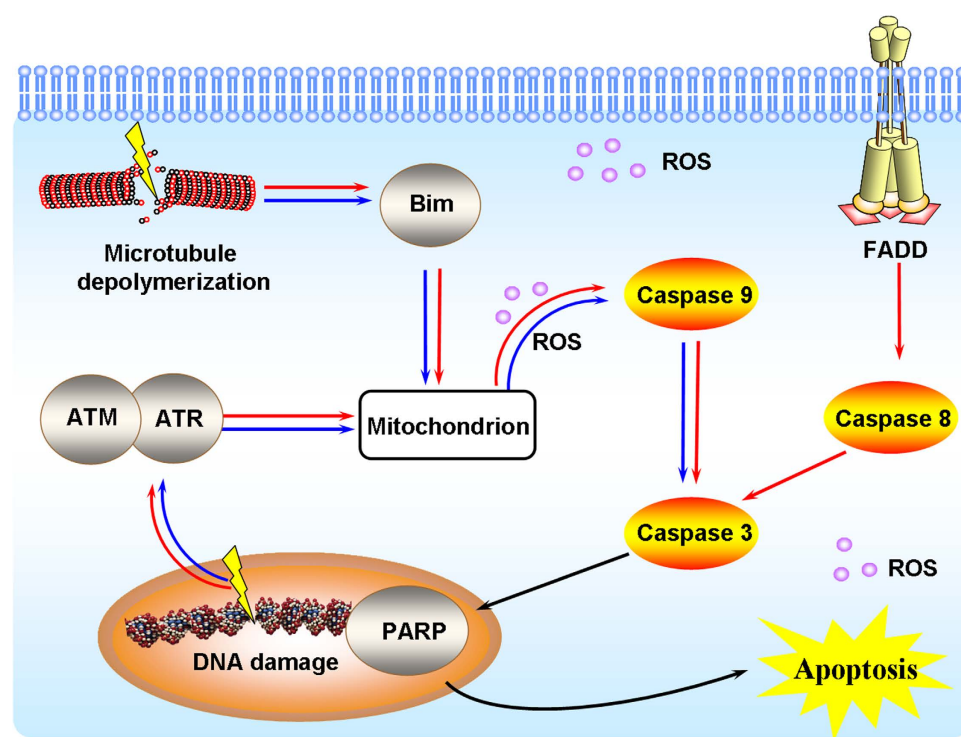 ROS
Bim
FADD
Microtubule
depolymerization
Caspase 9
ROS
ATM
ATR
Mitochondrion
Caspase 8
Caspase 3
ROS
PARP
DNA damage
Apoptosis